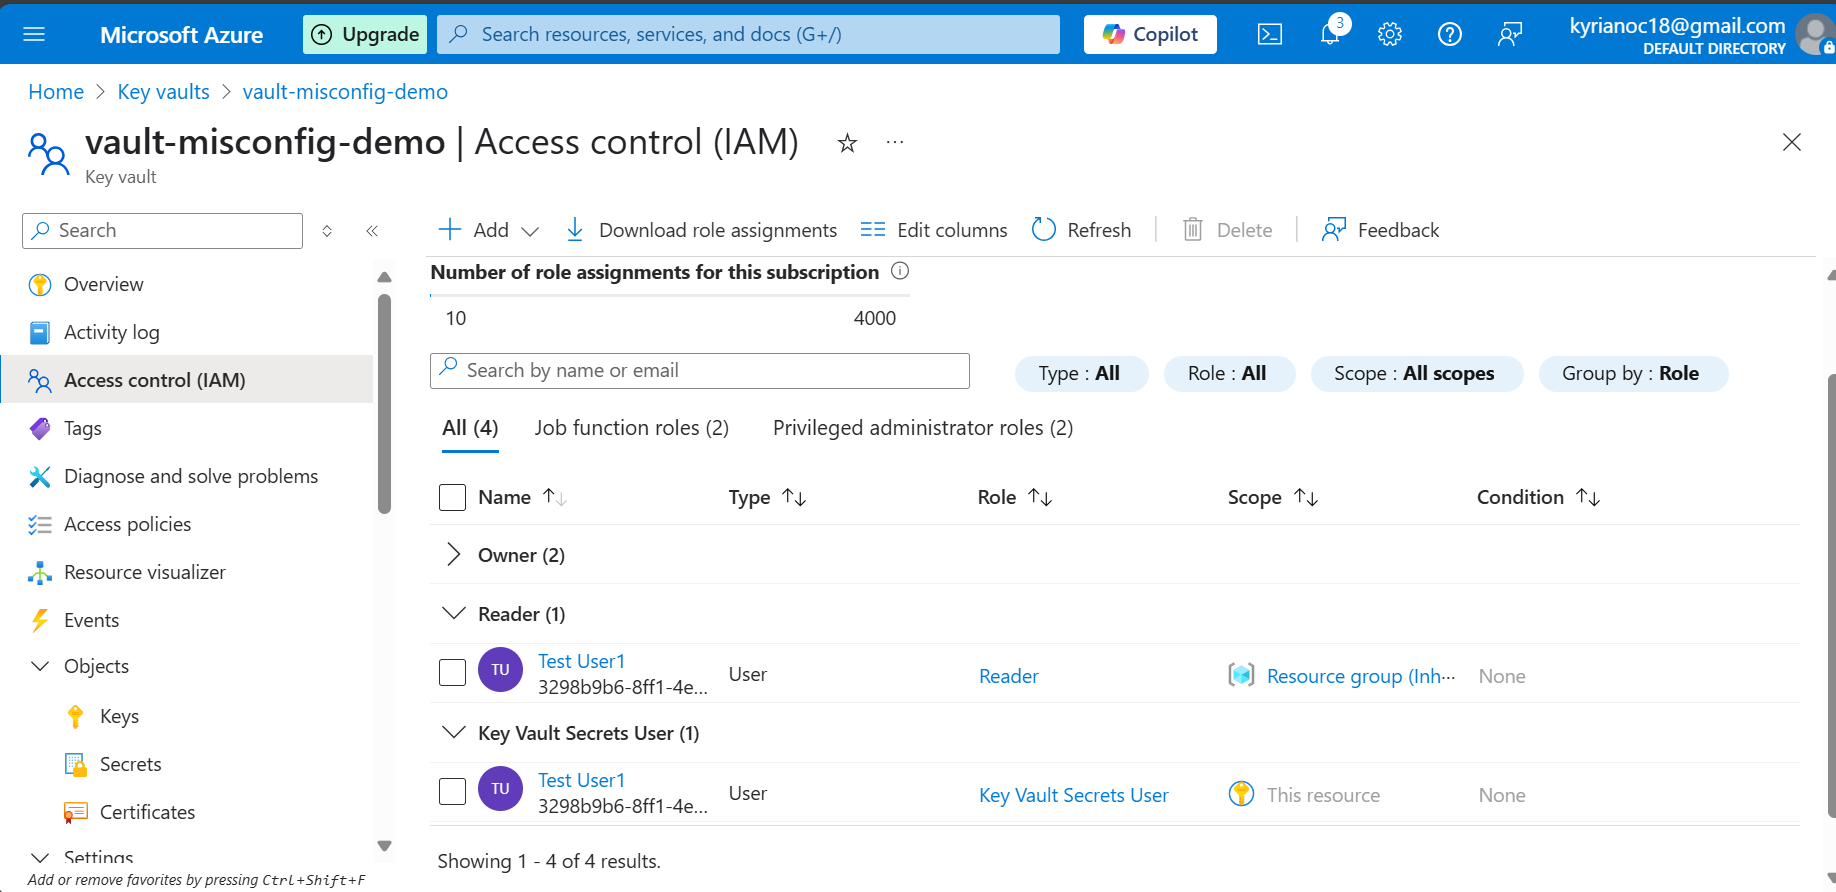 Microsoft Azure
Upgrade
Search resources, services, and docs (G+/)
Copilot
3
kyrianoc18@gmail.com
DEFAULT DIRECTORY
Home > Key vaults > vault-misconfig-demo
vault-misconfig-demo | Access control (IAM)
Key vault
Search
Add
Download role assignments
Edit columns
Refresh
Delete
Feedback
Overview
Activity log
Access control (IAM)
Tags
Diagnose and solve problems
Access policies
Resource visualizer
Events
Objects
Keys
Secrets
Certificates
Settings
Add or remove favorites by pressing Ctrl+Shift+F
Number of role assignments for this subscription
10 4000
Search by name or email
Type : All
Role : All
Scope : All scopes
Group by : Role
All (4) Job function roles (2) Privileged administrator roles (2)
Name Type Role Scope Condition
Owner (2)
Reader (1)
TU Test User1 User Reader Resource group (Inh... None
3298b9b6-8ff1-4e...
Key Vault Secrets User (1)
TU Test User1 User Key Vault Secrets User This resource None
3298b9b6-8ff1-4e...
Showing 1 - 4 of 4 results.